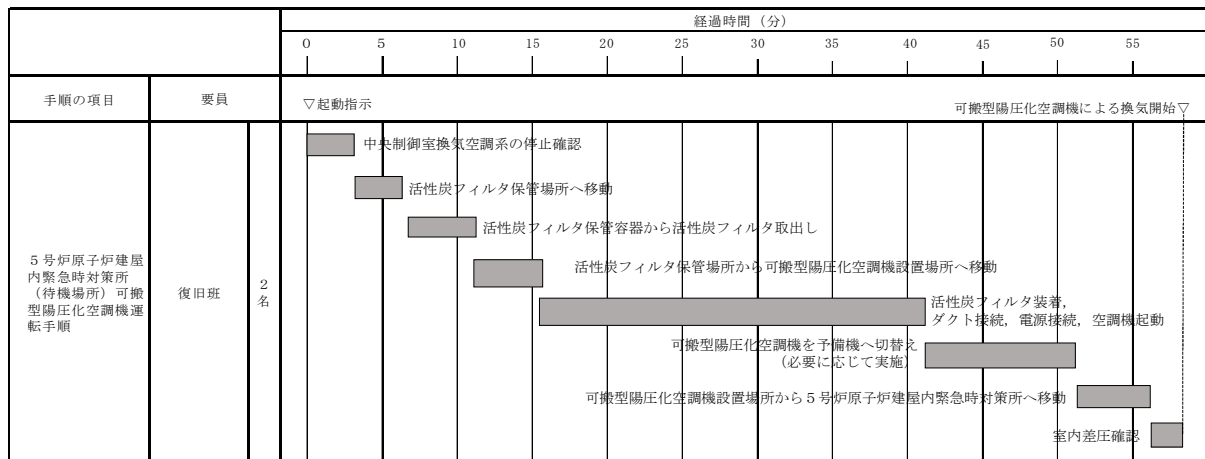 経過時間（分）
0 5 10 15 20 25 30 35 40 45 50 55
手順の項目 要員 ▽起動指示 可搬型陽圧化空調機による換気開始▽
中央制御室換気空調系の停止確認
活性炭フィルタ保管場所へ移動
活性炭フィルタ保管容器から活性炭フィルタ取出し
活性炭フィルタ保管場所から可搬型陽圧化空調機設置場所へ移動
５号炉原子炉建屋
内緊急時対策所
（待機場所）可搬
型陽圧化空調機運
転手順
復旧班
２
名
活性炭フィルタ装着，
ダクト接続，電源接続，空調機起動
可搬型陽圧化空調機を予備機へ切替え
（必要に応じて実施）
可搬型陽圧化空調機設置場所から５号炉原子炉建屋内緊急時対策所へ移動
室内差圧確認